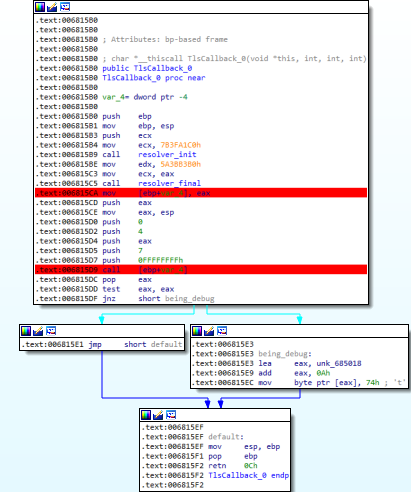 .text:006815B0
.text:006815B0
.text:006815B0 ; Attributes: bp-based frame
.text:006815B0
.text:006815B0 ; char *__thiscall TlsCallback_0(void *this, int, int, int)
.text:006815B0 public TlsCallback_0
.text:006815B0 TlsCallback_0 proc near
.text:006815B0
.text:006815B0 var_4= dword ptr -4
.text:006815B0
.text:006815B0 push ebp
.text:006815B1 mov ebp, esp
.text:006815B3 push ecx
.text:006815B4 mov ecx, 7B3FA1C0h
.text:006815B9 call resolver_init
.text:006815BE mov edx, 5A3BB3B0h
.text:006815C3 mov ecx, eax
.text:006815C5 call resolver_final
.text:006815CA mov [ebp+var_4], eax
.text:006815CD push eax
.text:006815CE mov eax, esp
.text:006815D0 push 0
.text:006815D2 push 4
.text:006815D4 push eax
.text:006815D5 push 7
.text:006815D7 push 0FFFFFFFFh
.text:006815D9 call [ebp+var_4]
.text:006815DC pop eax
.text:006815DD test eax, eax
.text:006815DF jnz short being_debug
.text:006815E1 jmp short default
.text:006815E3
.text:006815E3 being_debug:
.text:006815E3 lea eax, unk_685018
.text:006815E9 add eax, 0Ah
.text:006815EC mov byte ptr [eax], 74h ; 't'
.text:006815EF
.text:006815EF default:
.text:006815EF mov esp, ebp
.text:006815F1 pop ebp
.text:006815F2 retn 0Ch
.text:006815F2 TlsCallback_0 endp
.text:006815F2